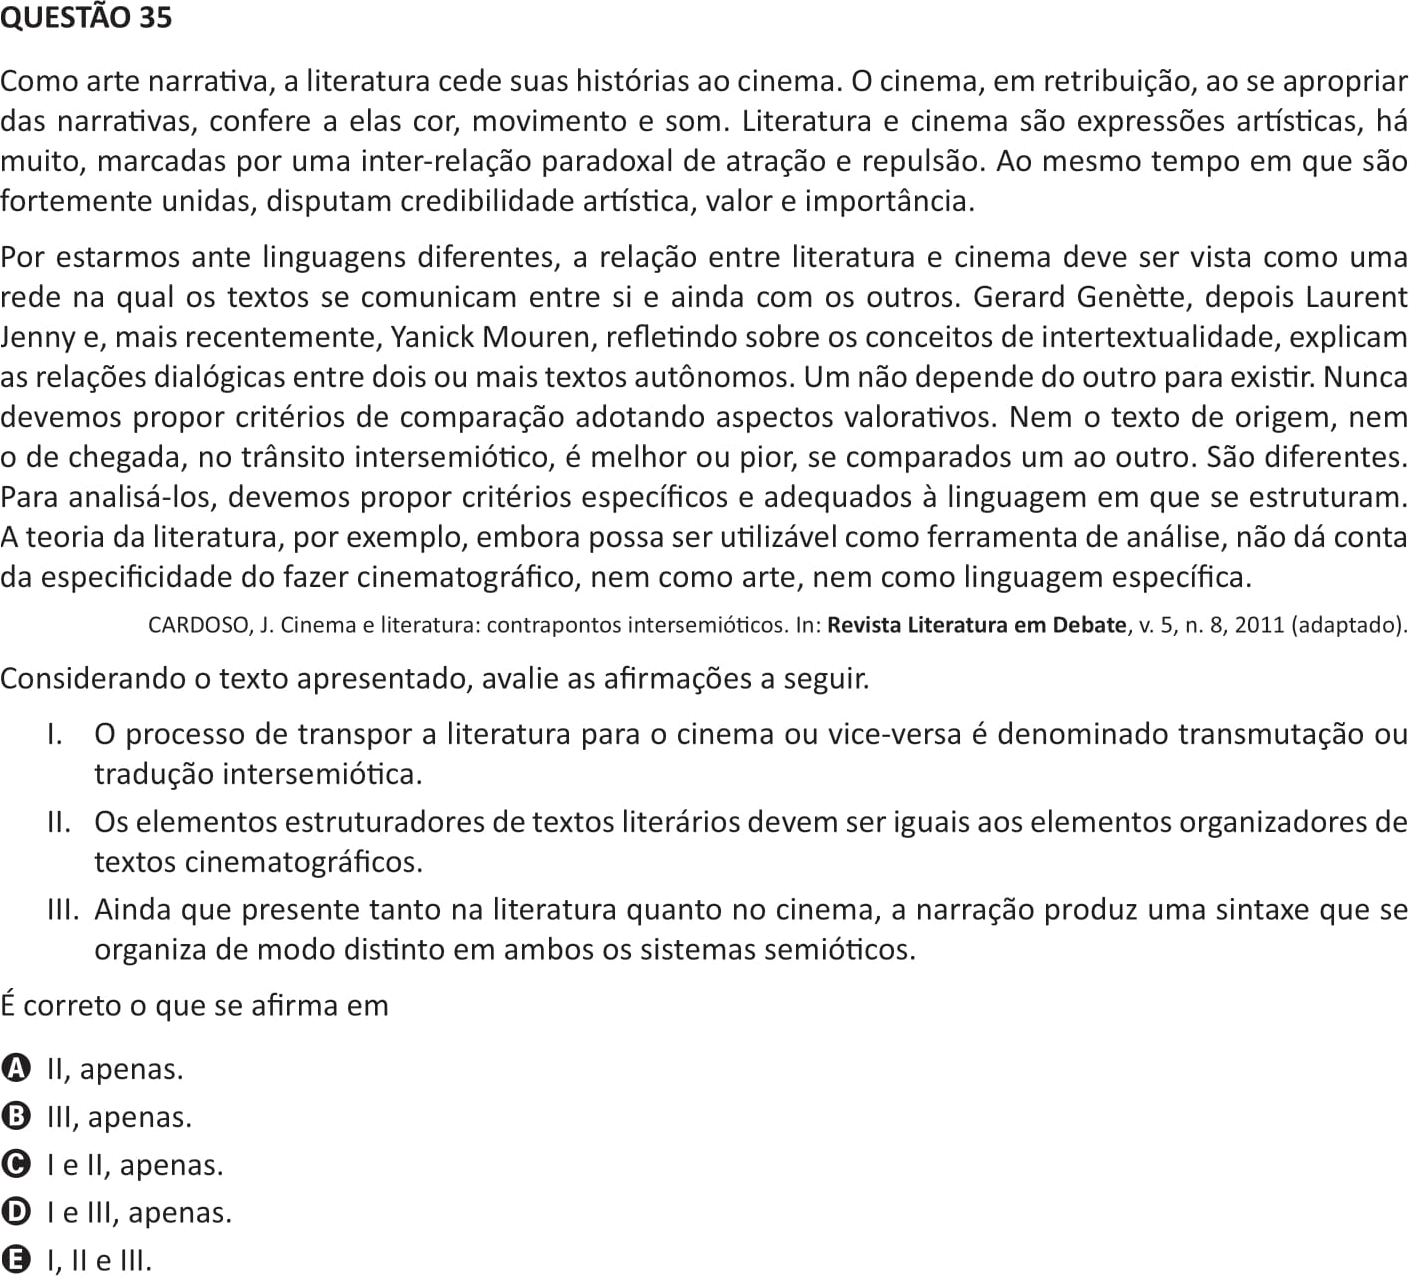 QUESTÃO 35
Como arte narrativa, a literatura cede suas histórias ao cinema. O cinema, em retribuição, ao se apropriar
das narrativas, confere a elas cor, movimento e som. Literatura e cinema são expressões artísticas, há
muito, marcadas por uma inter-relação paradoxal de atração e repulsão. Ao mesmo tempo em que são
fortemente unidas, disputam credibilidade artística, valor e importância.
Por estarmos ante linguagens diferentes, a relação entre literatura e cinema deve ser vista como uma
rede na qual os textos se comunicam entre si e ainda com os outros. Gerard Genètte, depois Laurent
Jenny e, mais recentemente, Yanick Mouren, refletindo sobre os conceitos de intertextualidade, explicam
as relações dialógicas entre dois ou mais textos autônomos. Um não depende do outro para existir. Nunca
devemos propor critérios de comparação adotando aspectos valorativos. Nem o texto de origem, nem
o de chegada, no trânsito intersemiótico, é melhor ou pior, se comparados um ao outro. São diferentes.
Para analisá-los, devemos propor critérios específicos e adequados à linguagem em que se estruturam.
A teoria da literatura, por exemplo, embora possa ser utilizável como ferramenta de análise, não dá conta
da especificidade do fazer cinematográfico, nem como arte, nem como linguagem específica.
CARDOSO, J. Cinema e literatura: contrapontos intersemióticos. In: Revista Literatura em Debate, v. 5, n. 8, 2011 (adaptado).
Considerando o texto apresentado, avalie as afirmações a seguir.
I. O processo de transpor a literatura para o cinema ou vice-versa é denominado transmutação ou
tradução intersemiótica.
II. Os elementos estruturadores de textos literários devem ser iguais aos elementos organizadores de
textos cinematográficos.
III. Ainda que presente tanto na literatura quanto no cinema, a narração produz uma sintaxe que se
organiza de modo distinto em ambos os sistemas semióticos.
É correto o que se afirma em
A II, apenas.
B III, apenas.
C I e II, apenas.
D I e III, apenas.
E I, II e III.